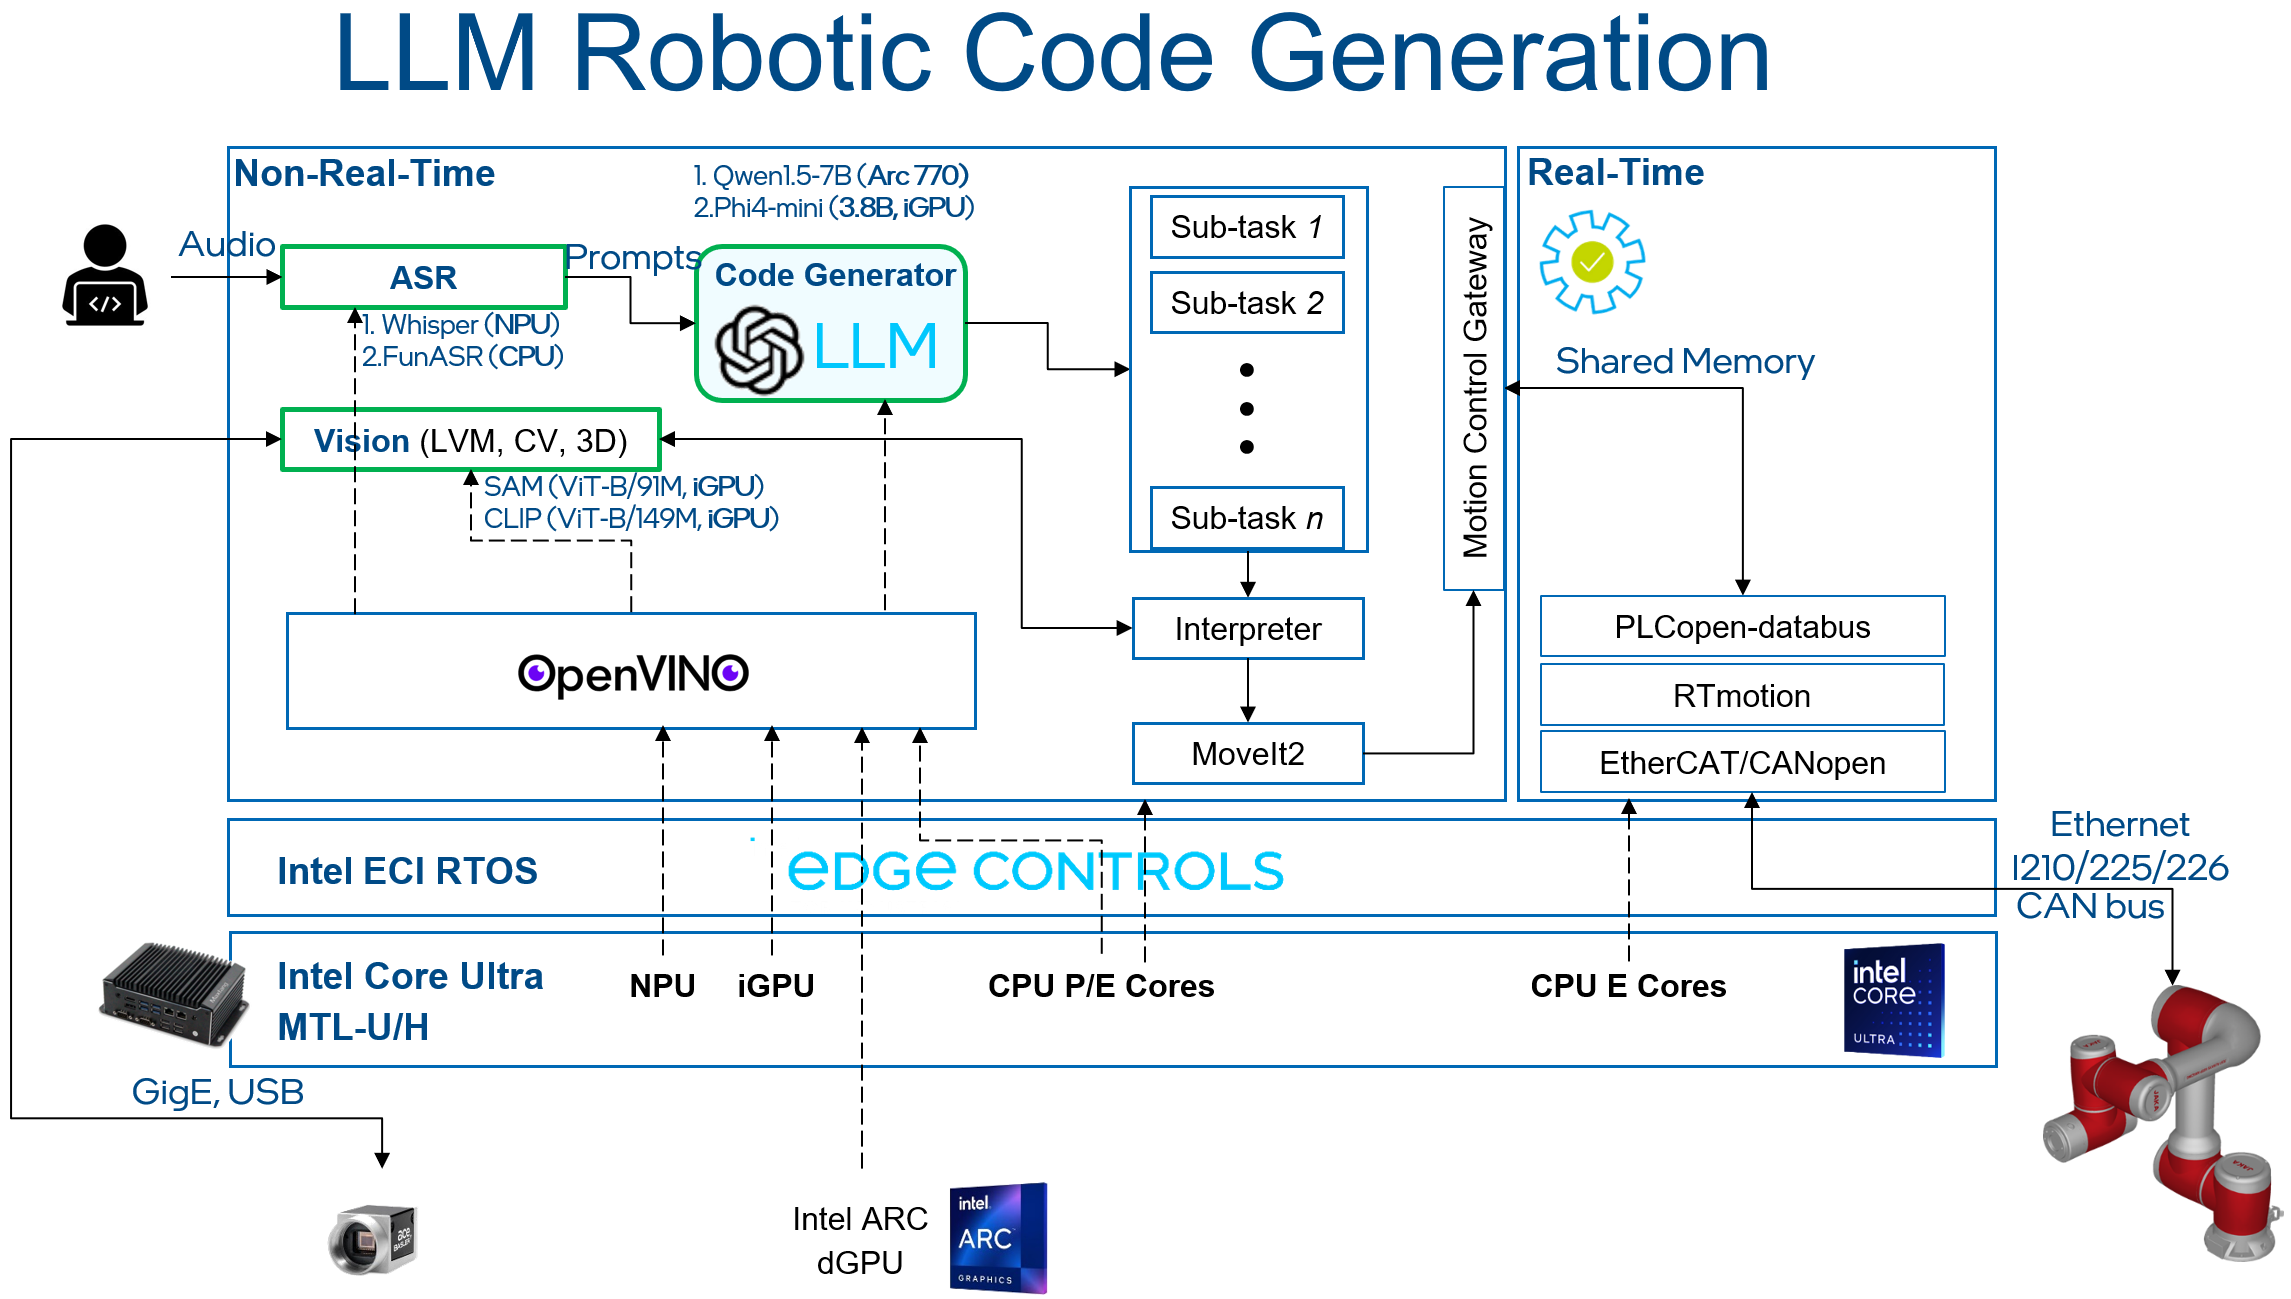 LLM Robotic Code Generation
Non-Real-Time
1. Qwen1.5-7B (Arc 770)
2.Phi4-mini (3.8B, iGPU)
Real-Time
Audio
ASR
Prompts
Code Generator
LLM
1. Whisper (NPU)
2.FunASR (CPU)
Vision (LVM, CV, 3D)
SAM (ViT-B/91M, iGPU)
CLIP (ViT-B/149M, iGPU)
Sub-task 1
Sub-task 2
Sub-task n
Interpreter
MoveIt2
Motion Control Gateway
Shared Memory
PLCopen-databus
RTmotion
EtherCAT/CANopen
OpenVINO
Intel ECI RTOS
EDGE CONTROLS
Ethernet
I210/225/226
CAN bus
Intel Core Ultra
MTL-U/H
NPU
iGPU
CPU P/E Cores
CPU E Cores
intel
CORE
ULTRA
GigE, USB
ace
BASLER
Intel ARC
dGPU
intel
ARC
GRAPHICS
JAKA
JAKA